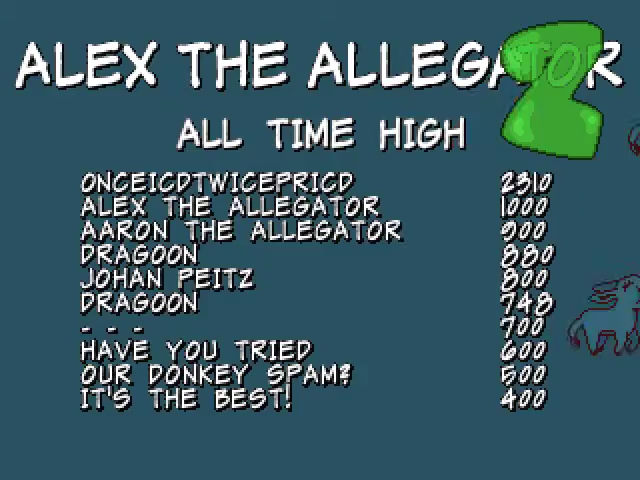 ALEX THE ALLEGATOR 2
ALL TIME HIGH
ONCEICDTWICEPRICD 2310
ALEX THE ALLEGATOR 1000
AARON THE ALLEGATOR 900
DRAGOON 880
JOHAN PEITZ 800
DRAGOON 748
- - - 700
HAVE YOU TRIED 600
OUR DONKEY SPAM? 500
IT'S THE BEST! 400